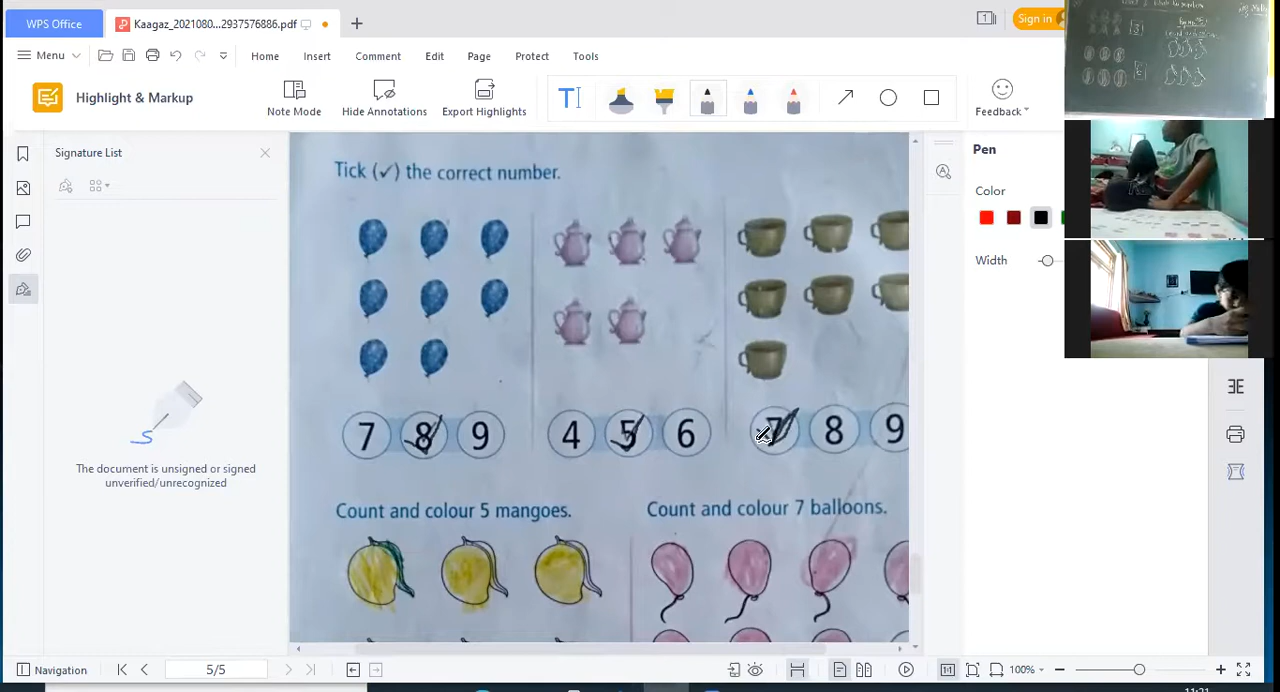 WPS Office
Kaagaz_2021080...2937576886.pdf
Sign in
Menu
Home
Insert
Comment
Edit
Page
Protect
Tools
Highlight & Markup
Note Mode
Hide Annotations
Export Highlights
Feedback
Signature List
Tick (✓) the correct number.
Pen
Color
Width
7 8 9
4 5 6
7 8 9
The document is unsigned or signed
unverified/unrecognized
Count and colour 5 mangoes.
Count and colour 7 balloons.
Navigation
5/5
100%